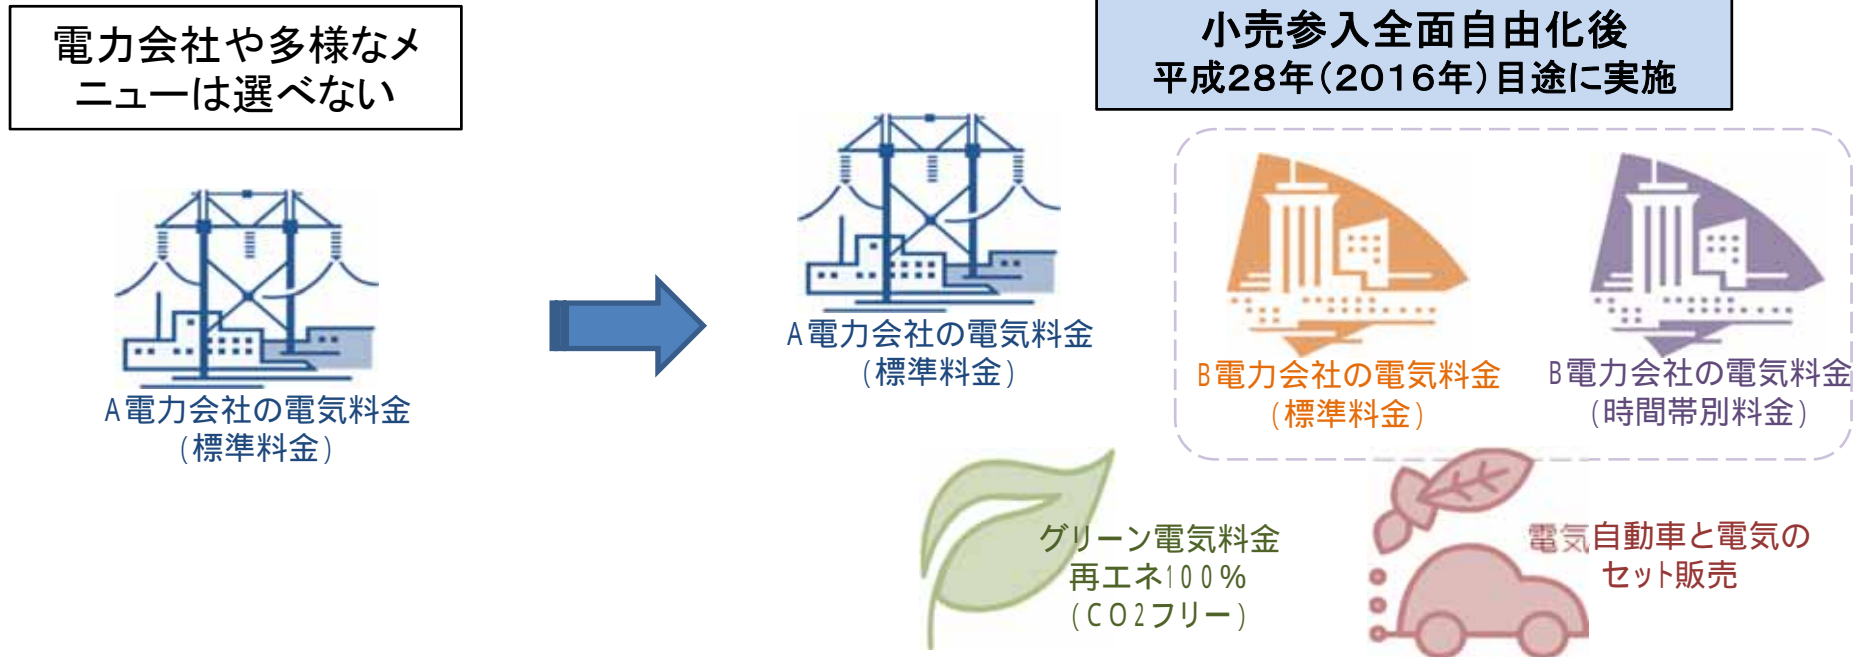 電力会社や多様なメ
ニューは選べない
A電力会社の電気料金
(標準料金)
小売参入全面自由化後
平成28年(2016年)目途に実施
A電力会社の電気料金
(標準料金)
B電力会社の電気料金
(標準料金)
B電力会社の電気料金
(時間帯別料金)
グリーン電気料金
再エネ100%
(CO2フリー)
電気自動車と電気の
セット販売